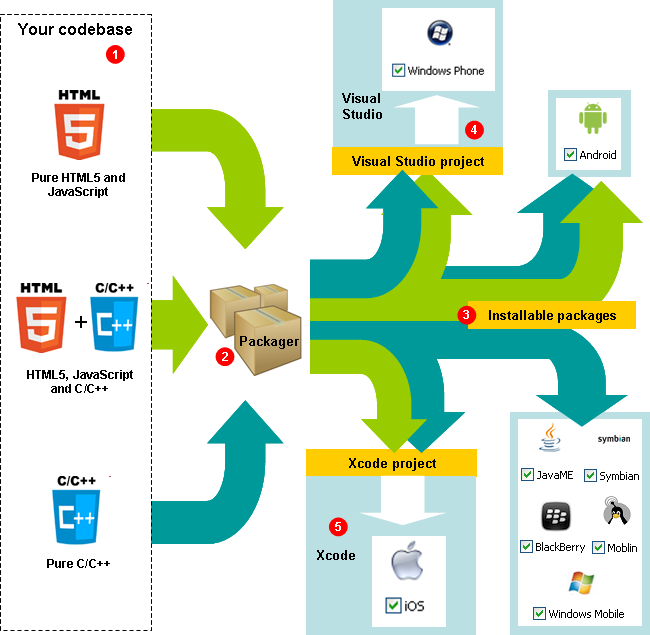 Your codebase
1
HTML
5
Pure HTML5 and
JavaScript
HTML
5
+
C/C++
C++
HTML5, JavaScript
and C/C++
C/C++
C++
Pure C/C++
2
Packager
Windows Phone
Visual
Studio
4
Visual Studio project
Android
3
Installable packages
Xcode project
5
Xcode
iOS
Java
symbian
JavaME
Symbian
BlackBerry
Moblin
Windows Mobile